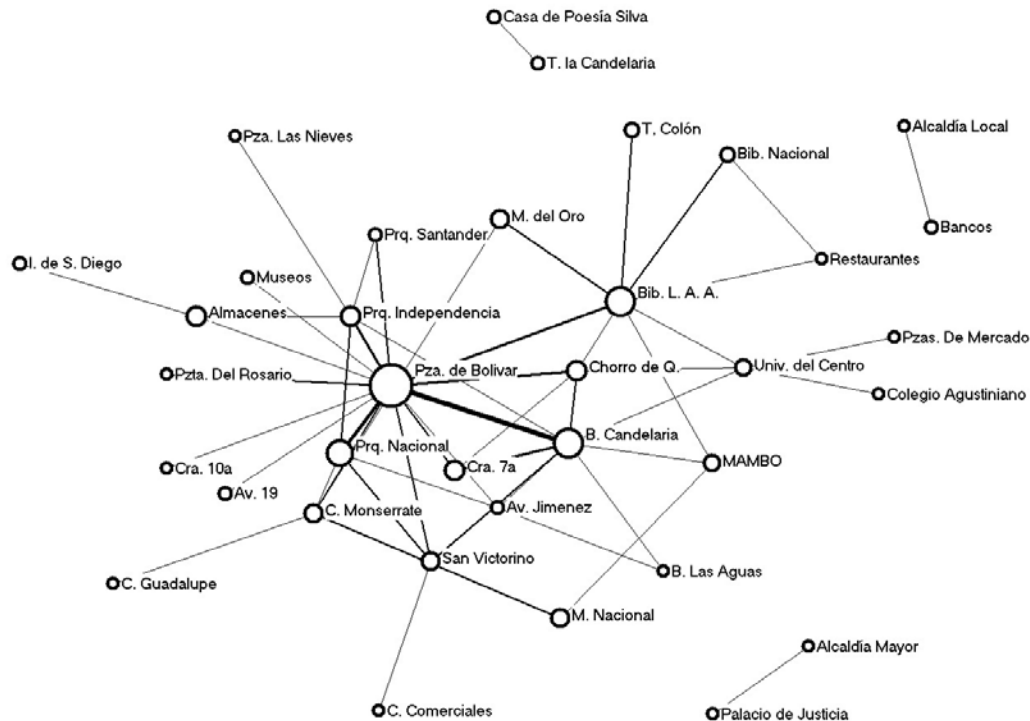 Casa de Poesía Silva
T. la Candelaria
Pza. Las Nieves
T. Colón
Alcaldía Local
Bib. Nacional
M. del Oro
Bancos
Prq. Santander
I. de S. Diego
Restaurantes
Museos
Bib. L. A. A.
Almacenes
Prq. Independencia
Pzas. De Mercado
Pzta. Del Rosario
Pza. de Bolivar
Chorro de Q.
Univ. del Centro
Colegio Agustiniano
B. Candelaria
Prq. Nacional
Cra. 10a
Cra. 7a
MAMBO
Av. 19
C. Monserrate
Av. Jimenez
San Victorino
B. Las Aguas
C. Guadalupe
M. Nacional
Alcaldía Mayor
C. Comerciales
Palacio de Justicia